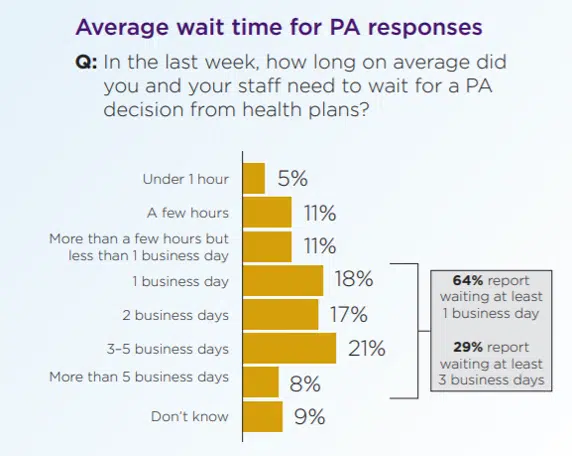 Average wait time for PA responses
Q: In the last week, how long on average did
you and your staff need to wait for a PA
decision from health plans?
Under 1 hour 5%
A few hours 11%
More than a few hours but
less than 1 business day 11%
1 business day 18%
2 business days 17%
3–5 business days 21%
More than 5 business days 8%
Don't know 9%
64% report
waiting at least
1 business day
29% report
waiting at least
3 business days